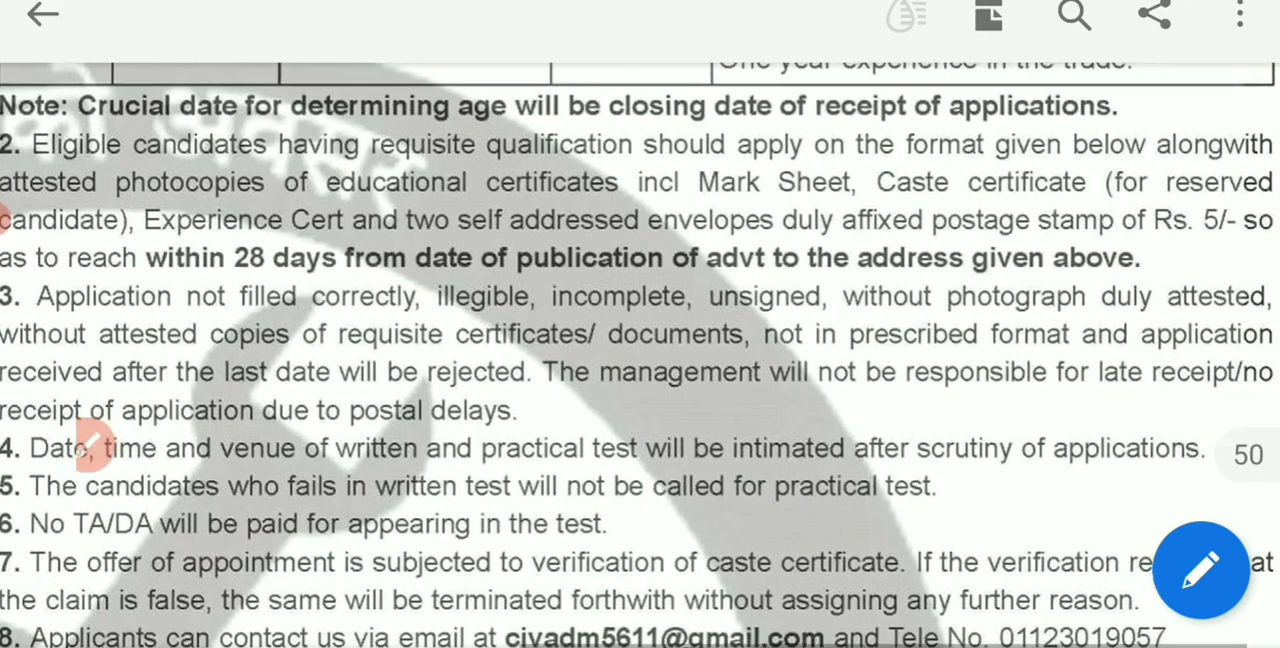 One year experience in the trade.
Note: Crucial date for determining age will be closing date of receipt of applications.
2. Eligible candidates having requisite qualification should apply on the format given below alongwith
attested photocopies of educational certificates incl Mark Sheet, Caste certificate (for reserved
candidate), Experience Cert and two self addressed envelopes duly affixed postage stamp of Rs. 5/- so
as to reach within 28 days from date of publication of advt to the address given above.
3. Application not filled correctly, illegible, incomplete, unsigned, without photograph duly attested,
without attested copies of requisite certificates/ documents, not in prescribed format and application
received after the last date will be rejected. The management will not be responsible for late receipt/no
receipt of application due to postal delays.
4. Date, time and venue of written and practical test will be intimated after scrutiny of applications.
50
5. The candidates who fails in written test will not be called for practical test.
6. No TA/DA will be paid for appearing in the test.
7. The offer of appointment is subjected to verification of caste certificate. If the verification re at
the claim is false, the same will be terminated forthwith without assigning any further reason.
8. Applicants can contact us via email at civadm5611@gmail.com and Tele No. 01123019057